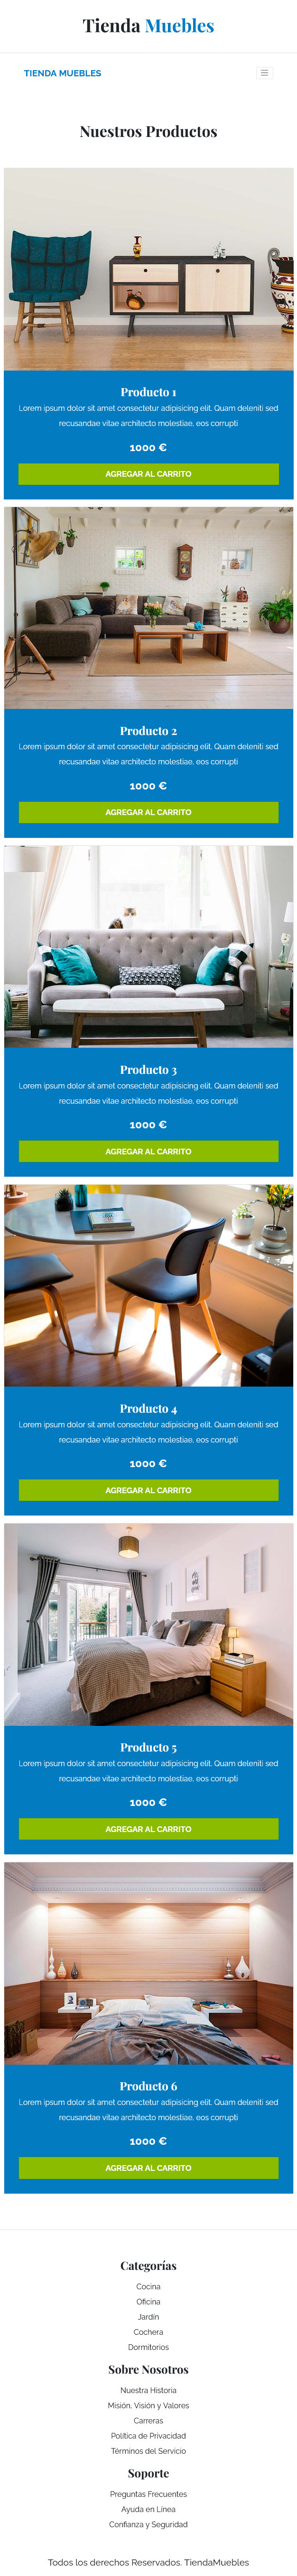 Tienda Muebles
TIENDA MUEBLES
Nuestros Productos
Producto 1
Lorem ipsum dolor sit amet consectetur adipisicing elit. Quam deleniti sed
recusandae vitae architecto molestiae, eos corrupti
1000 €
AGREGAR AL CARRITO
Producto 2
Lorem ipsum dolor sit amet consectetur adipisicing elit. Quam deleniti sed
recusandae vitae architecto molestiae, eos corrupti
1000 €
AGREGAR AL CARRITO
Producto 3
Lorem ipsum dolor sit amet consectetur adipisicing elit. Quam deleniti sed
recusandae vitae architecto molestiae, eos corrupti
1000 €
AGREGAR AL CARRITO
Producto 4
Lorem ipsum dolor sit amet consectetur adipisicing elit. Quam deleniti sed
recusandae vitae architecto molestiae, eos corrupti
1000 €
AGREGAR AL CARRITO
Producto 5
Lorem ipsum dolor sit amet consectetur adipisicing elit. Quam deleniti sed
recusandae vitae architecto molestiae, eos corrupti
1000 €
AGREGAR AL CARRITO
Producto 6
Lorem ipsum dolor sit amet consectetur adipisicing elit. Quam deleniti sed
recusandae vitae architecto molestiae, eos corrupti
1000 €
AGREGAR AL CARRITO
Categorías
Cocina
Oficina
Jardín
Cochera
Dormitorios
Sobre Nosotros
Nuestra Historia
Misión, Visión y Valores
Carreras
Política de Privacidad
Términos del Servicio
Soporte
Preguntas Frecuentes
Ayuda en Línea
Confianza y Seguridad
Todos los derechos Reservados. TiendaMuebles